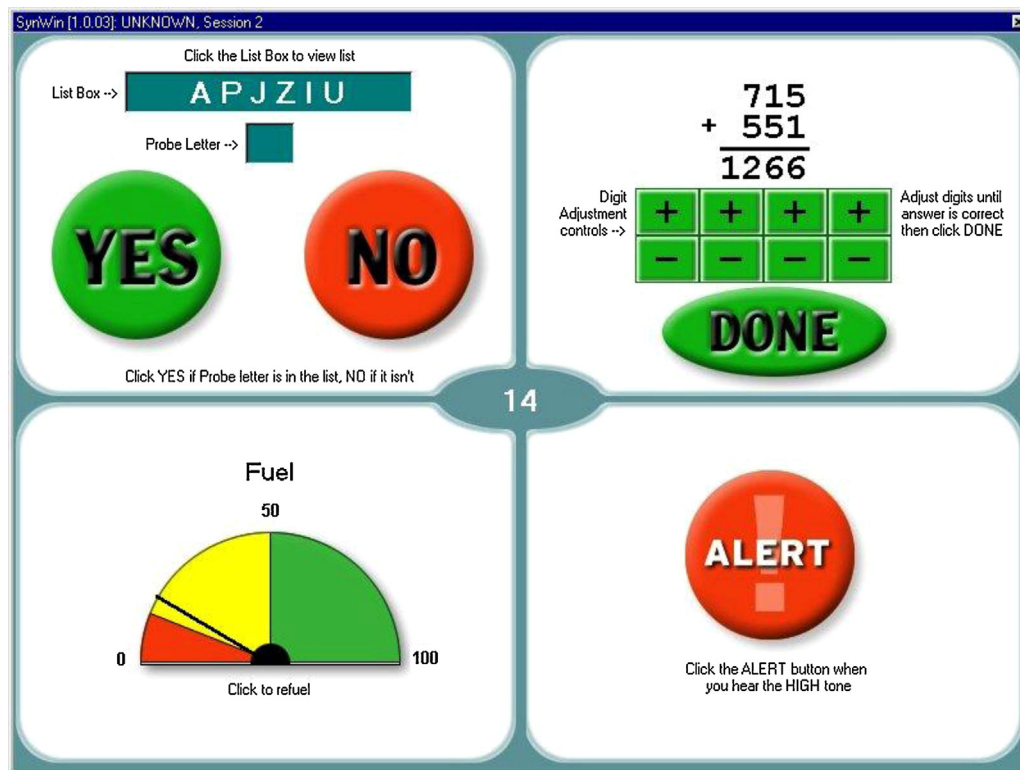 SynWin [1.0.03]: UNKNOWN, Session 2
Click the List Box to view list
List Box -->
A P J Z I U
Probe Letter -->
YES
NO
Click YES if Probe letter is in the list, NO if it isn't
715
+ 551
1266
Digit
Adjustment
controls -->
+ + + +
− − − −
Adjust digits until
answer is correct
then click DONE
DONE
14
Fuel
50
0
100
Click to refuel
!
ALERT
Click the ALERT button when
you hear the HIGH tone